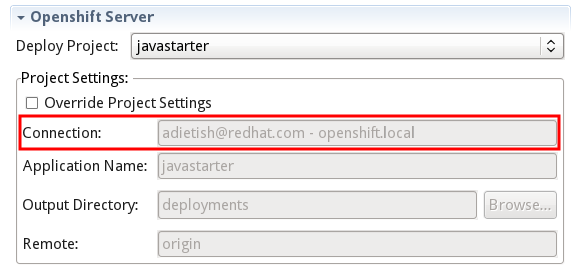 Openshift Server
Deploy Project: javastarter
Project Settings:
Override Project Settings
Connection: adietish@redhat.com - openshift.local
Application Name: javastarter
Output Directory: deployments Browse...
Remote: origin